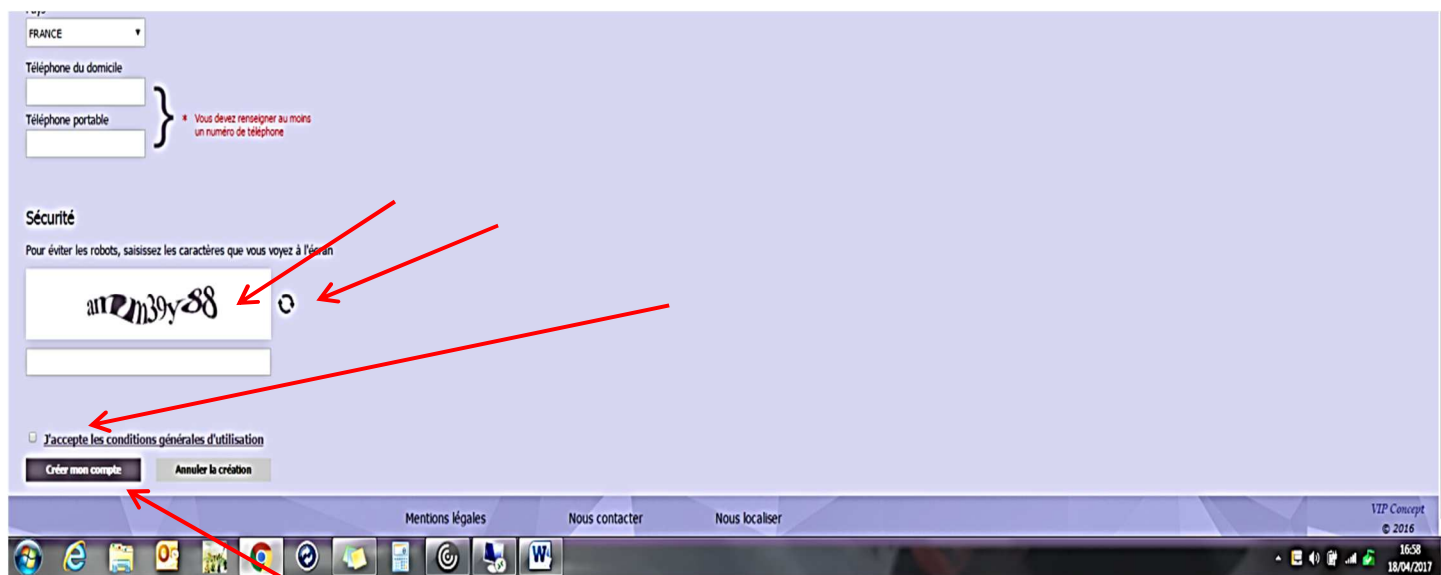 FRANCE
Téléphone du domicile
Téléphone portable
* Vous devez renseigner au moins
un numéro de téléphone
Sécurité
Pour éviter les robots, saisissez les caractères que vous voyez à l'écran
m39y88
J'accepte les conditions générales d'utilisation
Créer mon compte Annuler la création
Mentions légales Nous contacter Nous localiser
VIP Concept
© 2016
16:58
18/04/2017